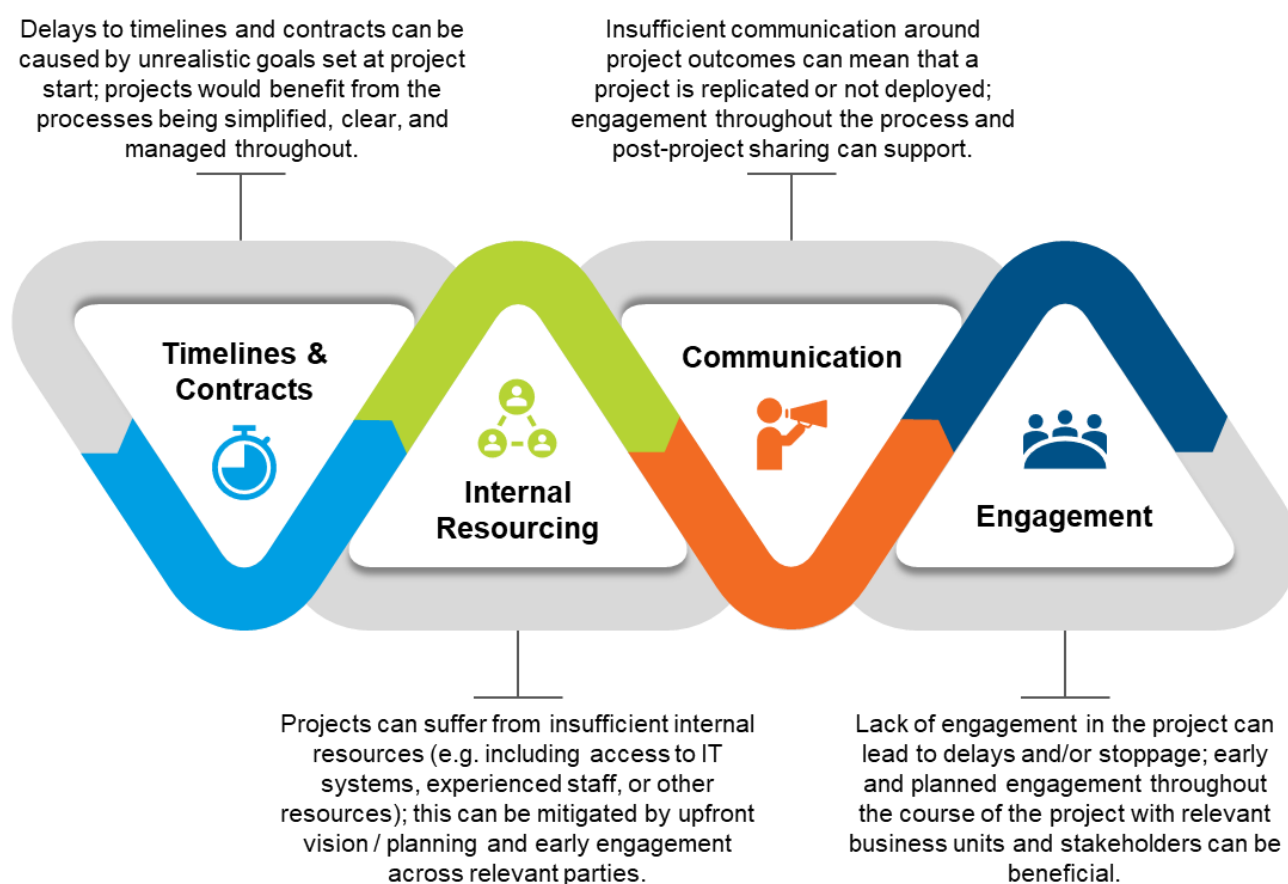 Delays to timelines and contracts can be
caused by unrealistic goals set at project
start; projects would benefit from the
processes being simplified, clear, and
managed throughout.
Insufficient communication around
project outcomes can mean that a
project is replicated or not deployed;
engagement throughout the process and
post-project sharing can support.
Timelines &
Contracts
Internal
Resourcing
Communication
Engagement
Projects can suffer from insufficient internal
resources (e.g. including access to IT
systems, experienced staff, or other
resources); this can be mitigated by upfront
vision / planning and early engagement
across relevant parties.
Lack of engagement in the project can
lead to delays and/or stoppage; early
and planned engagement throughout
the course of the project with relevant
business units and stakeholders can be
beneficial.